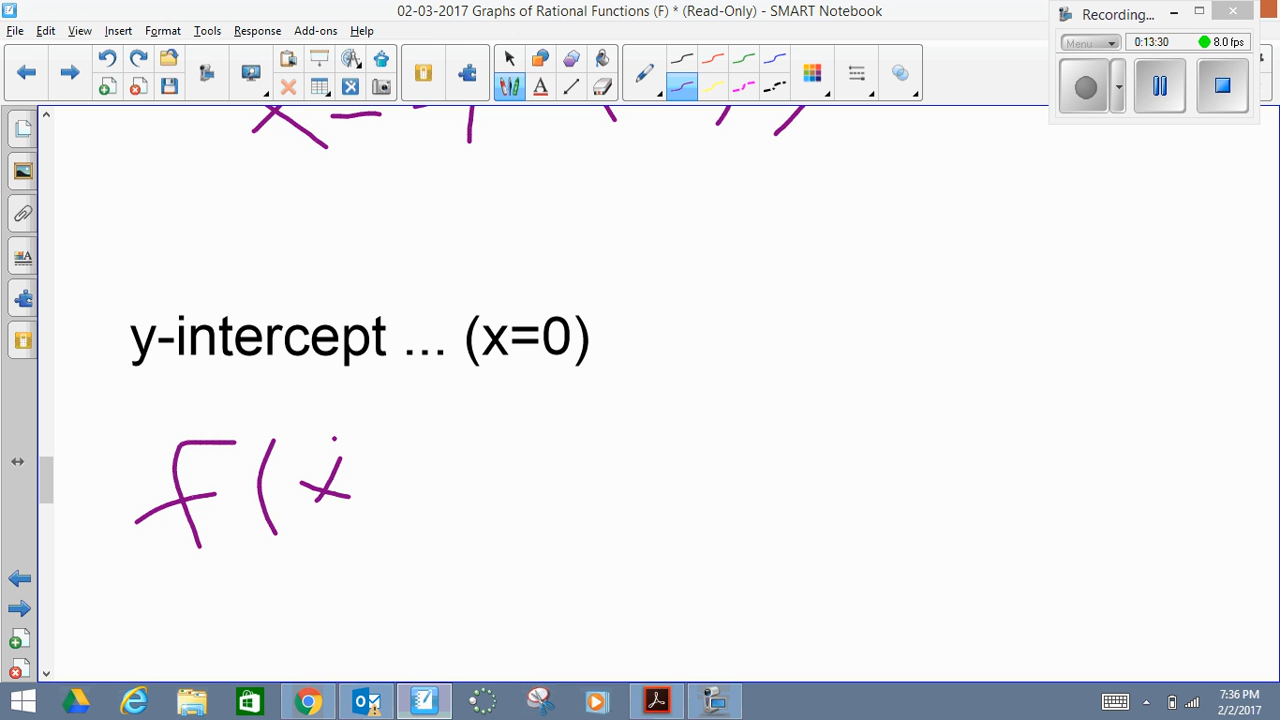 02-03-2017 Graphs of Rational Functions (F) * (Read-Only) - SMART Notebook
Recording...
File Edit View Insert Format Tools Response Add-ons Help
Menu 0:13:30 8.0 fps
x=
y-intercept ... (x=0)
F(x
7:36 PM
2/2/2017